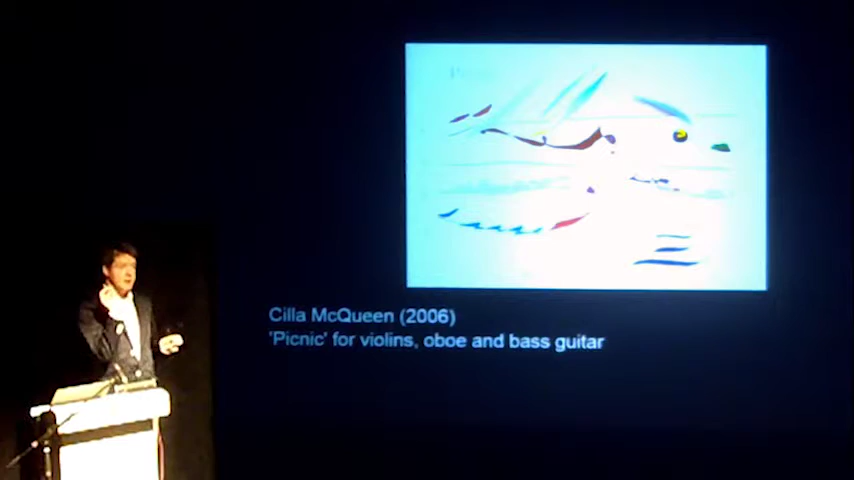 Cilla McQueen (2006)
'Picnic' for violins, oboe and bass guitar